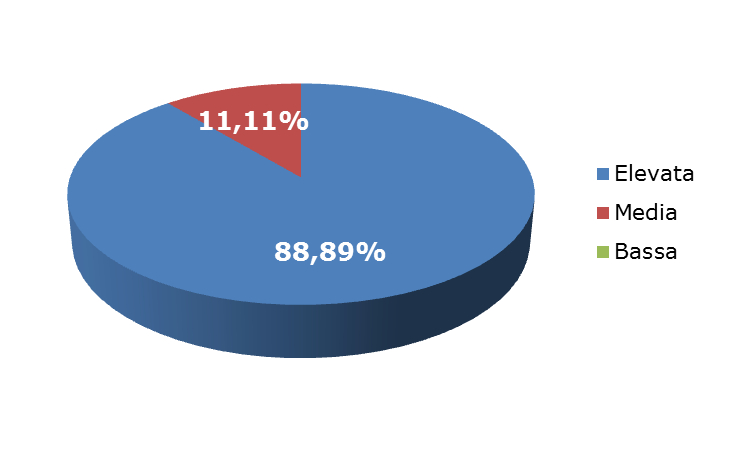 11,11%
88,89%
Elevata
Media
Bassa